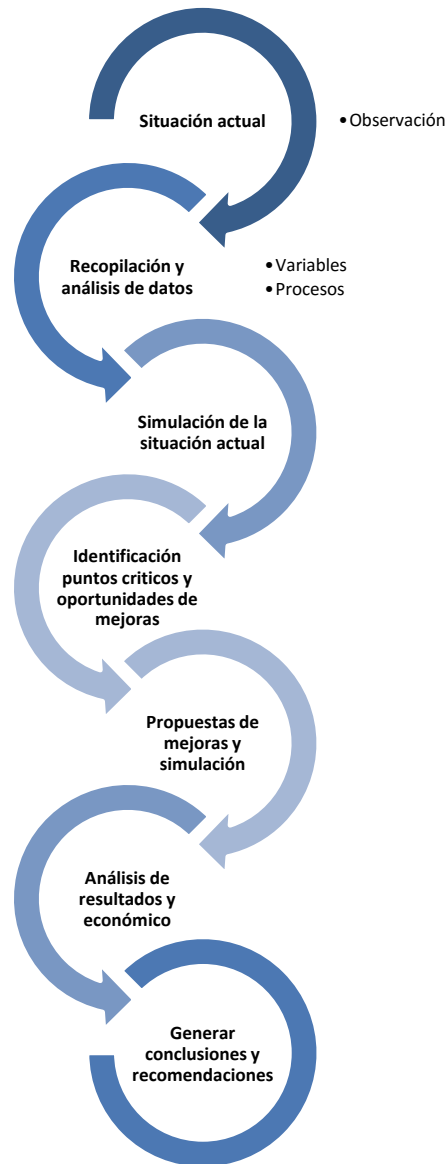 Situación actual
•Observación
Recopilación y
análisis de datos
•Variables
•Procesos
Simulación de la
situación actual
Identificación
puntos criticos y
oportunidades de
mejoras
Propuestas de
mejoras y
simulación
Análisis de
resultados y
económico
Generar
conclusiones y
recomendaciones